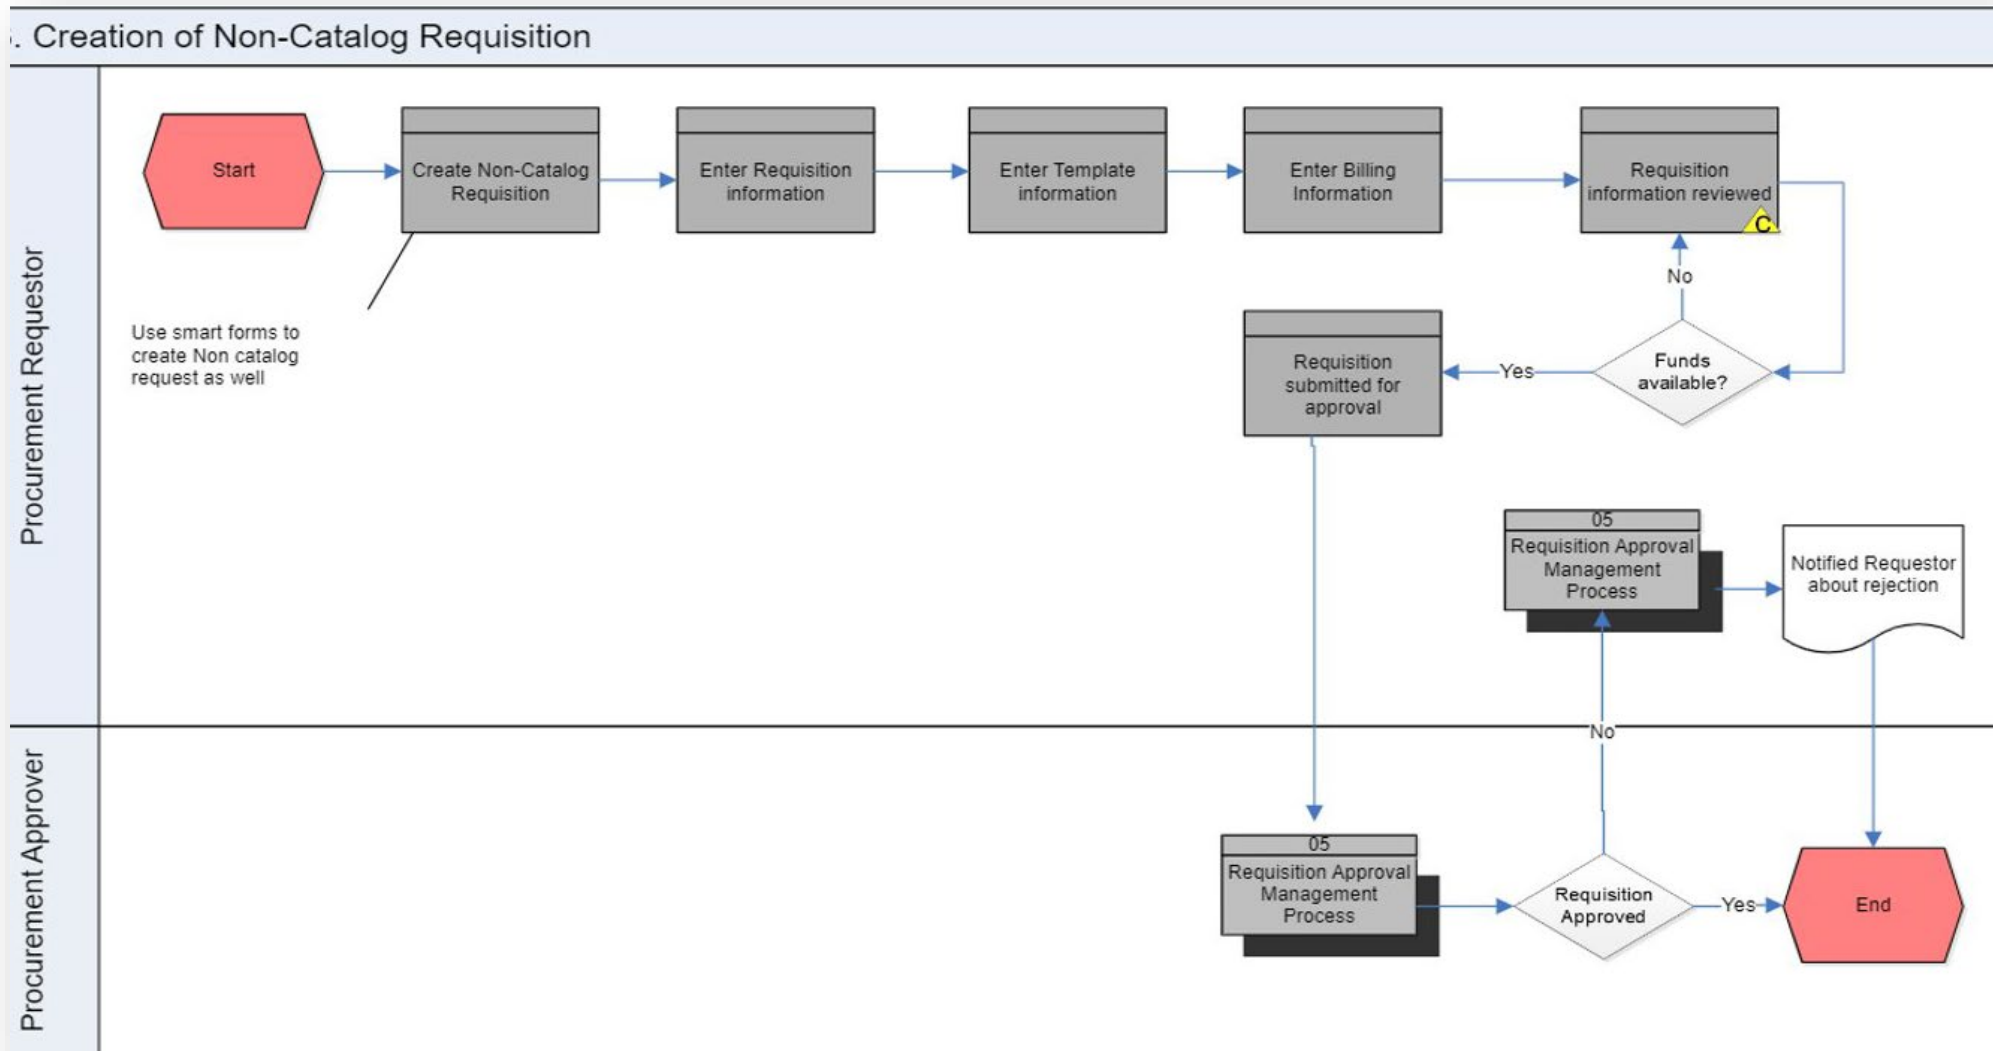 . Creation of Non-Catalog Requisition
Procurement Requestor
Start
Create Non-Catalog
Requisition
Enter Requisition
information
Enter Template
information
Enter Billing
Information
Requisition
information reviewed
C
Use smart forms to
create Non catalog
request as well
No
Funds
available?
Yes
Requisition
submitted for
approval
05
Requisition Approval
Management
Process
Notified Requestor
about rejection
No
Procurement Approver
05
Requisition Approval
Management
Process
Requisition
Approved
Yes
End